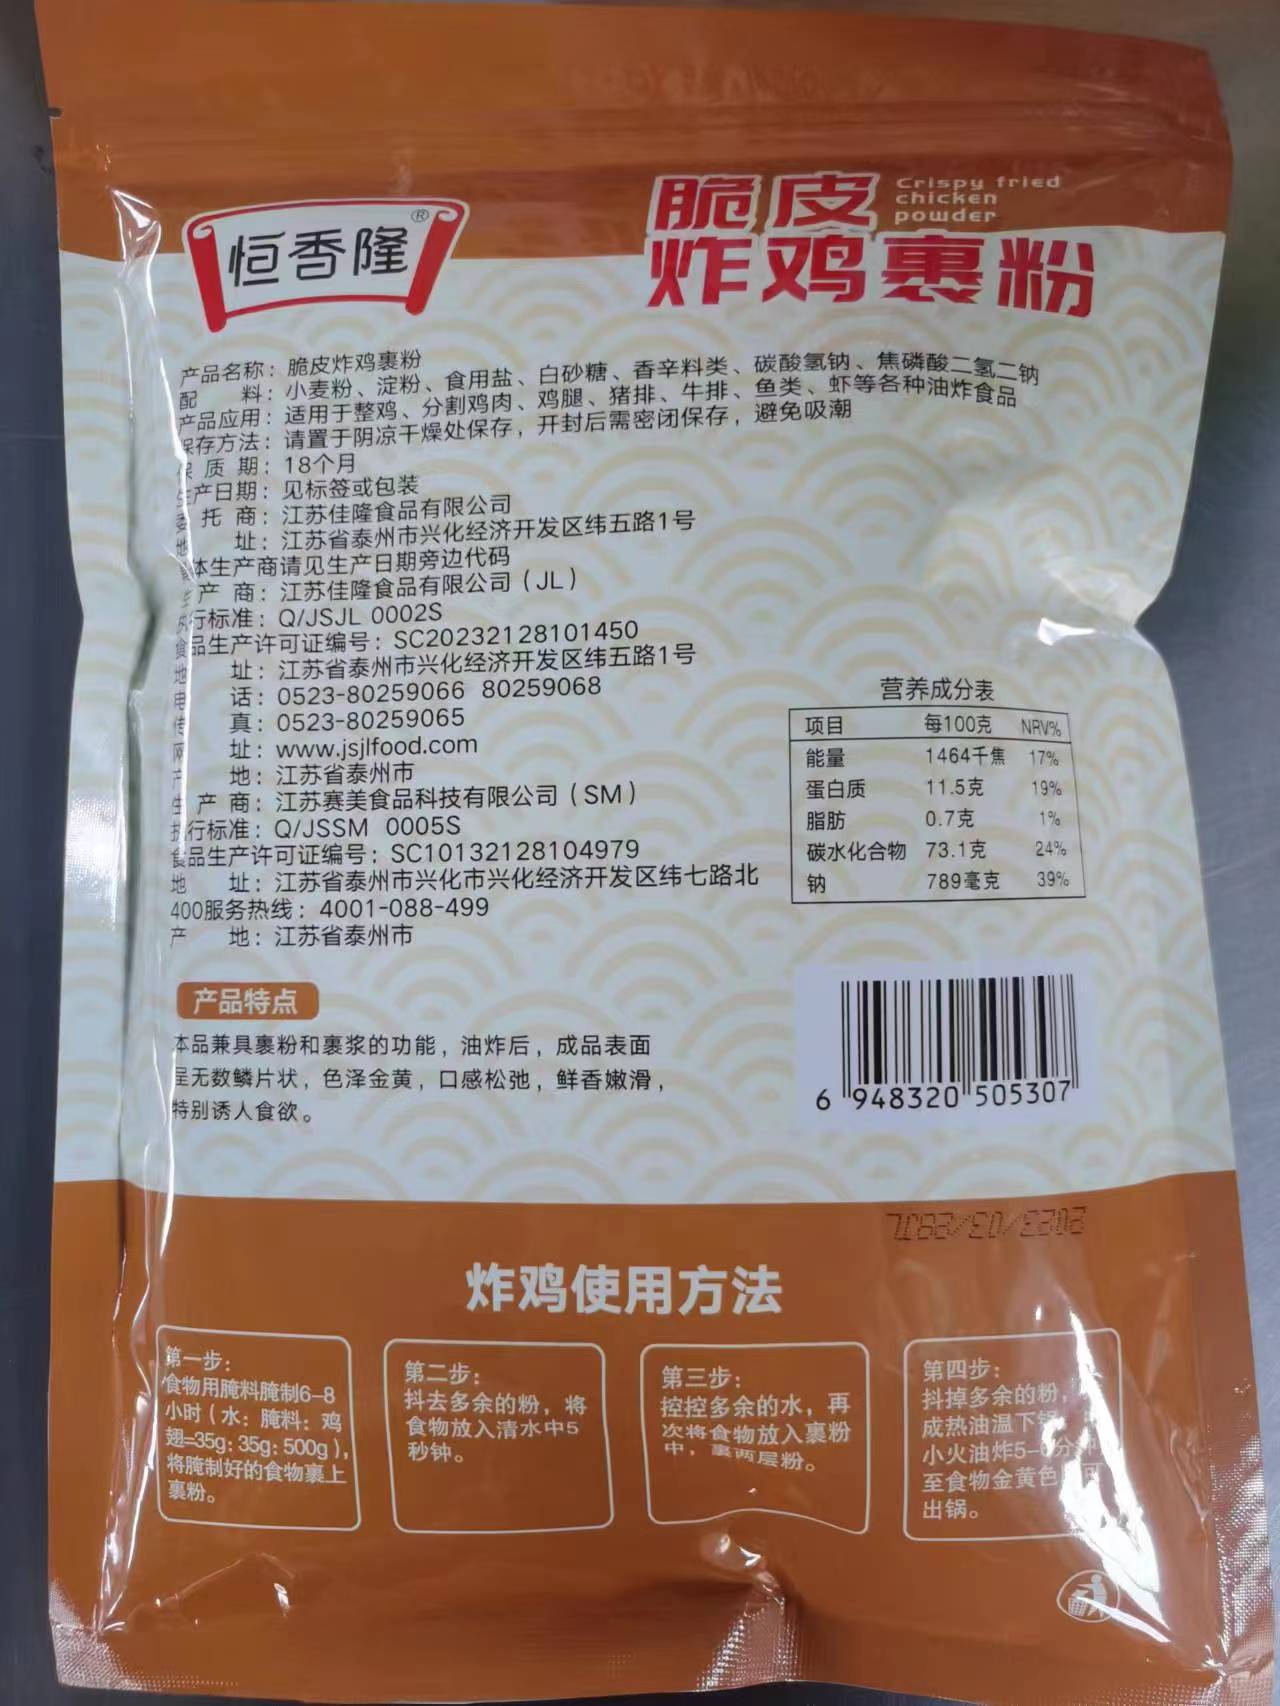 恒香隆®
脆皮 Crispy fried
chicken
powder
炸鸡裹粉
产品名称：脆皮炸鸡裹粉
配 料：小麦粉、淀粉、食用盐、白砂糖、香辛料类、碳酸氢钠、焦磷酸二氢二钠
产品应用：适用于整鸡、分割鸡肉、鸡腿、猪排、牛排、鱼类、虾等各种油炸食品
保存方法：请置于阴凉干燥处保存，开封后需密闭保存，避免吸潮
保 质 期：18个月
生产日期：见标签或包装
委 托 商：江苏佳隆食品有限公司
地 址：江苏省泰州市兴化经济开发区纬五路1号
体生产商请见生产日期旁边代码
生 产 商：江苏佳隆食品有限公司（JL）
执行标准：Q/JSJL 0002S
食品生产许可证编号：SC20232128101450
地 址：江苏省泰州市兴化经济开发区纬五路1号
电 话：0523-80259066 80259068
传 真：0523-80259065
网 址：www.jsjlfood.com
产 地：江苏省泰州市
生 产 商：江苏赛美食品科技有限公司（SM）
执行标准：Q/JSSM 0005S
食品生产许可证编号：SC10132128104979
地 址：江苏省泰州市兴化市兴化经济开发区纬七路北
400服务热线：4001-088-499
产 地：江苏省泰州市
营养成分表
项目 每100克 NRV%
能量 1464千焦 17%
蛋白质 11.5克 19%
脂肪 0.7克 1%
碳水化合物 73.1克 24%
钠 789毫克 39%
产品特点
本品兼具裹粉和裹浆的功能，油炸后，成品表面
呈无数鳞片状，色泽金黄，口感松弛，鲜香嫩滑，
特别诱人食欲。
6 948320 505307
炸鸡使用方法
第一步：
食物用腌料腌制6-8
小时（水：腌料：鸡
翅=35g：35g：500g），
将腌制好的食物裹上
裹粉。
第二步：
抖去多余的粉，将
食物放入清水中5
秒钟。
第三步：
控控多余的水，再
次将食物放入裹粉
中，裹两层粉。
第四步：
抖掉多余的粉，
成热油温下锅
小火油炸5-
至食物金黄色 可
出锅。